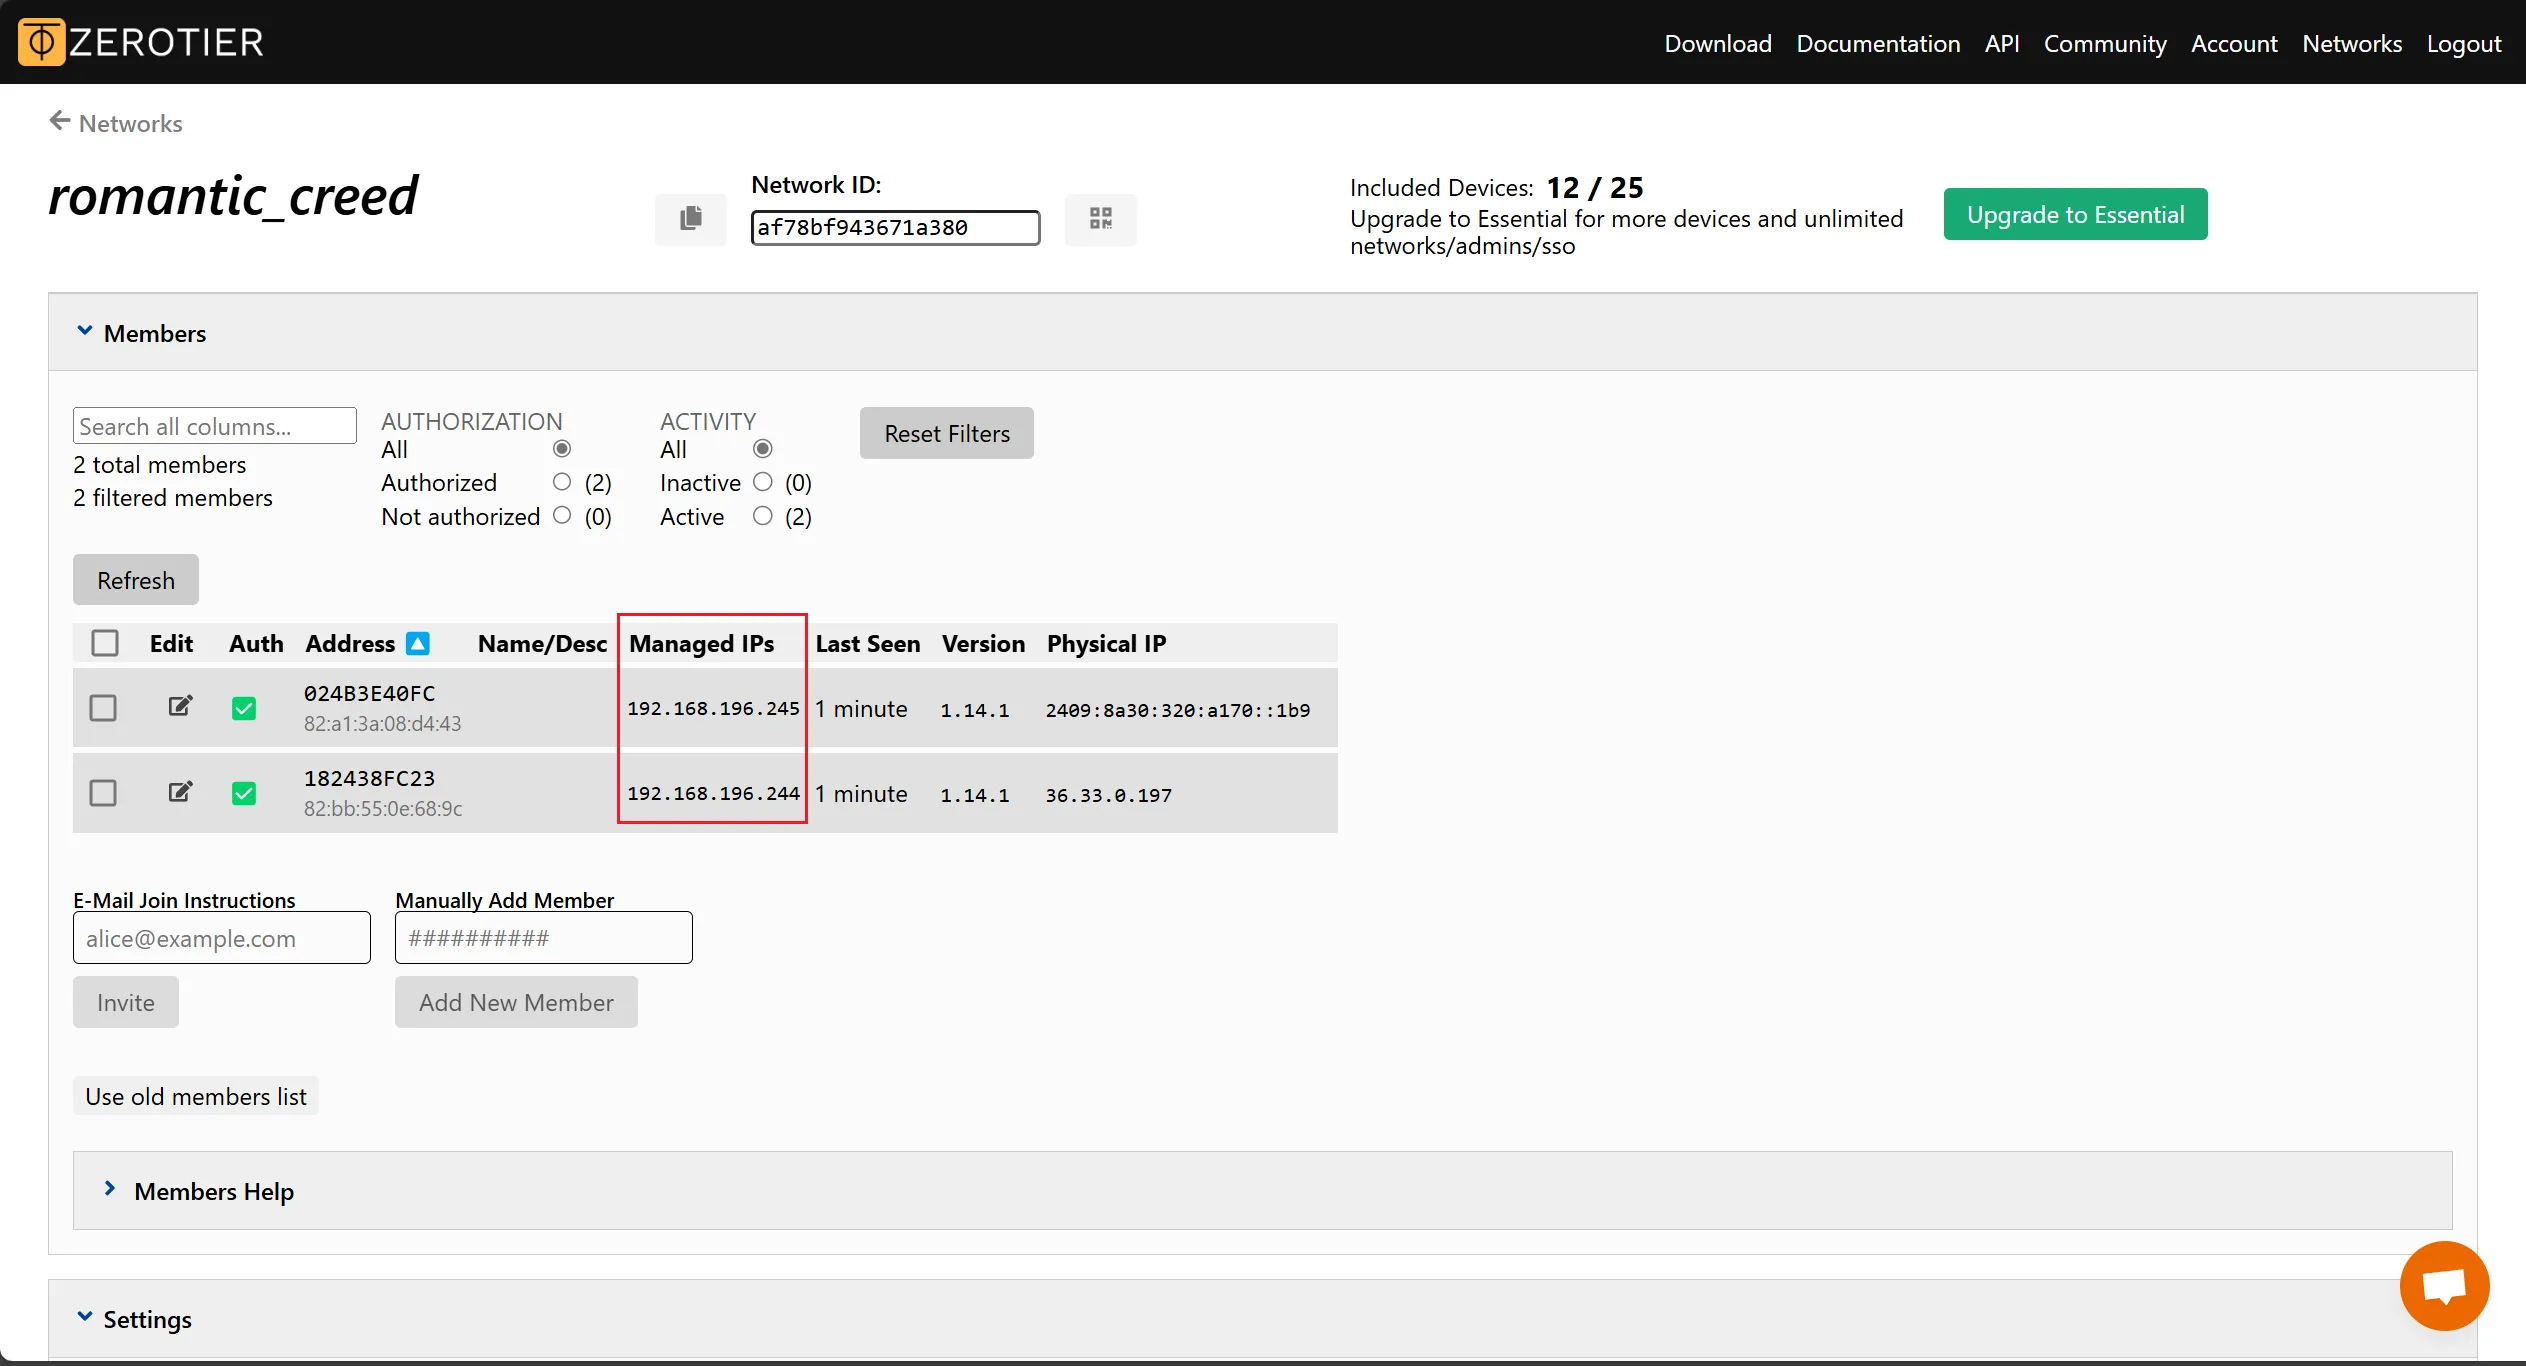 ZEROTIER
Download Documentation API Community Account Networks Logout
Networks
romantic_creed
Network ID:
af78bf943671a380
Included Devices: 12 / 25
Upgrade to Essential for more devices and unlimited
networks/admins/sso
Upgrade to Essential
Members
Search all columns...
2 total members
2 filtered members
AUTHORIZATION
All
Authorized (2)
Not authorized (0)
ACTIVITY
All
Inactive (0)
Active (2)
Reset Filters
Refresh
Edit Auth Address Name/Desc Managed IPs Last Seen Version Physical IP
024B3E40FC
82:a1:3a:08:d4:43
192.168.196.245 1 minute 1.14.1 2409:8a30:320:a170::1b9
182438FC23
82:bb:55:0e:68:9c
192.168.196.244 1 minute 1.14.1 36.33.0.197
E-Mail Join Instructions
alice@example.com
Invite
Manually Add Member
##########
Add New Member
Use old members list
Members Help
Settings